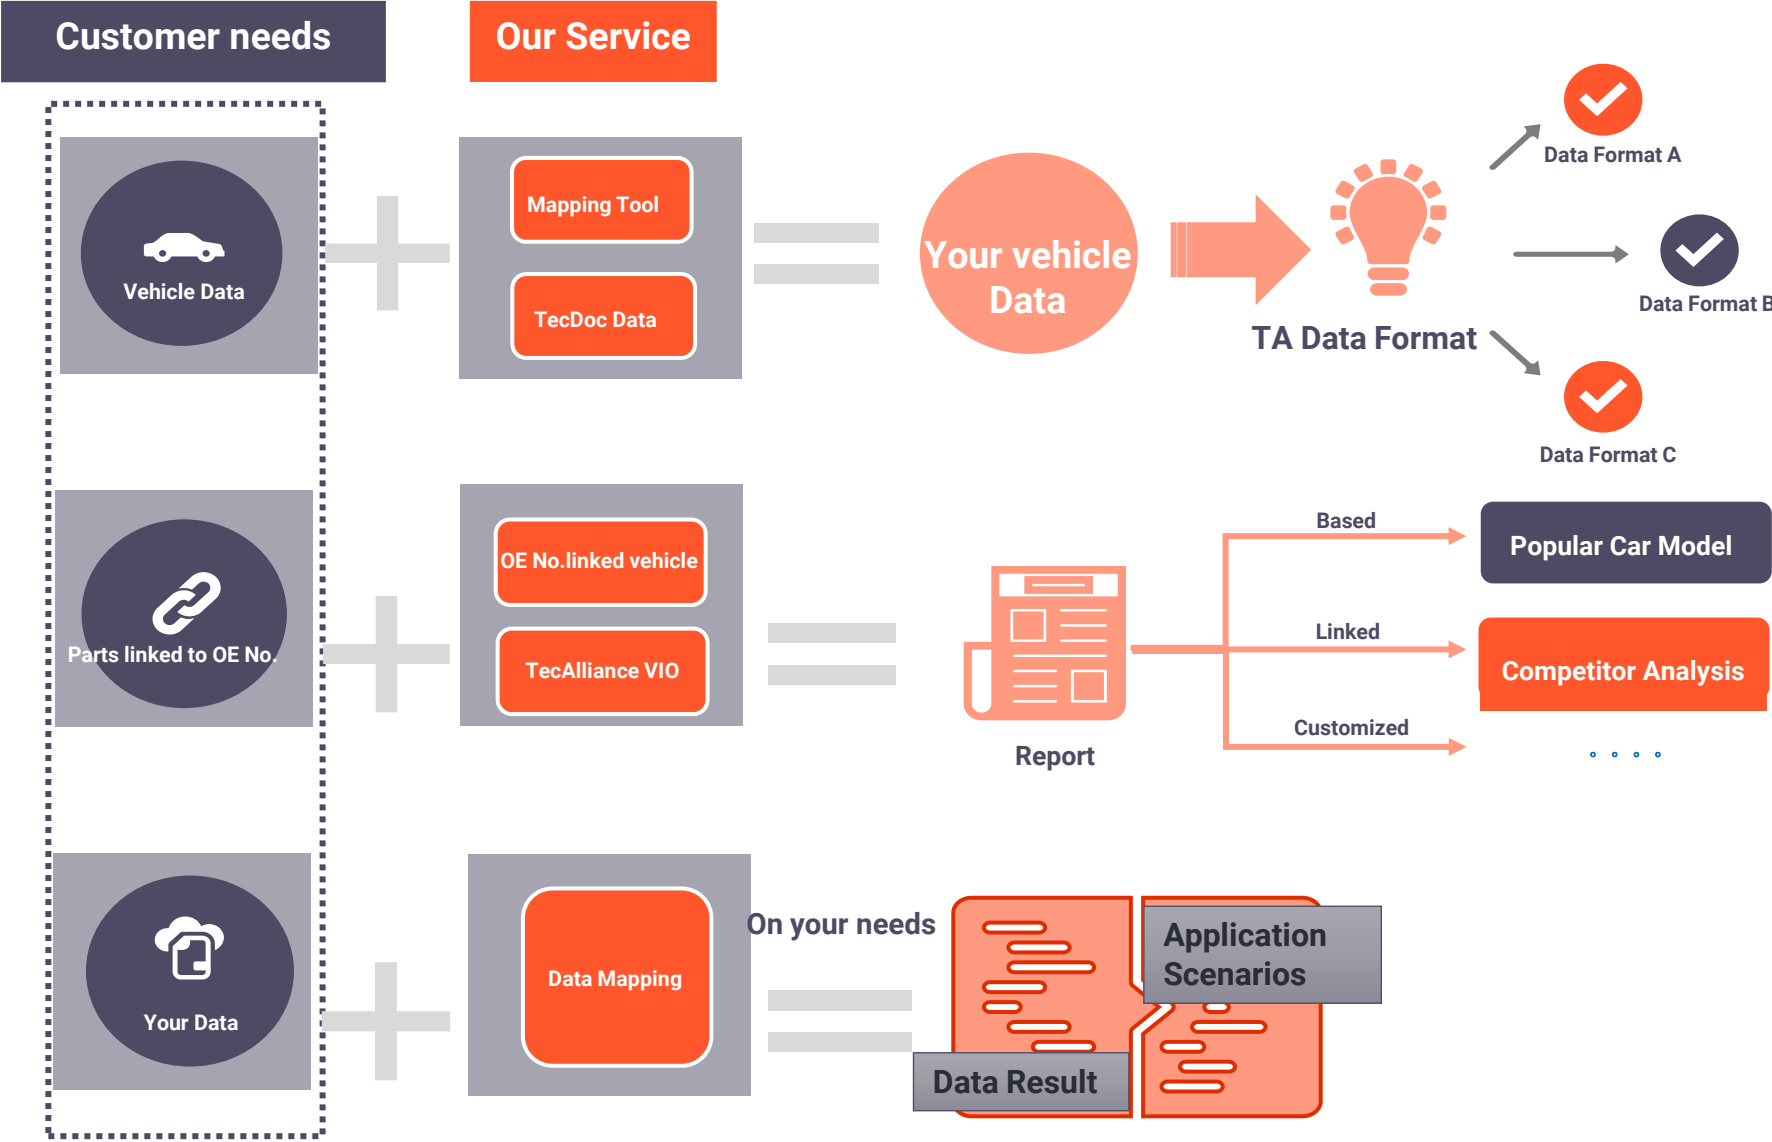 Customer needs
Our Service
Vehicle Data
Mapping Tool
TecDoc Data
Your vehicle
Data
TA Data Format
Data Format A
Data Format B
Data Format C
Parts linked to OE No.
OE No.linked vehicle
TecAlliance VIO
Report
Based
Popular Car Model
Linked
Competitor Analysis
Customized
。。。。
Your Data
Data Mapping
On your needs
Application
Scenarios
Data Result